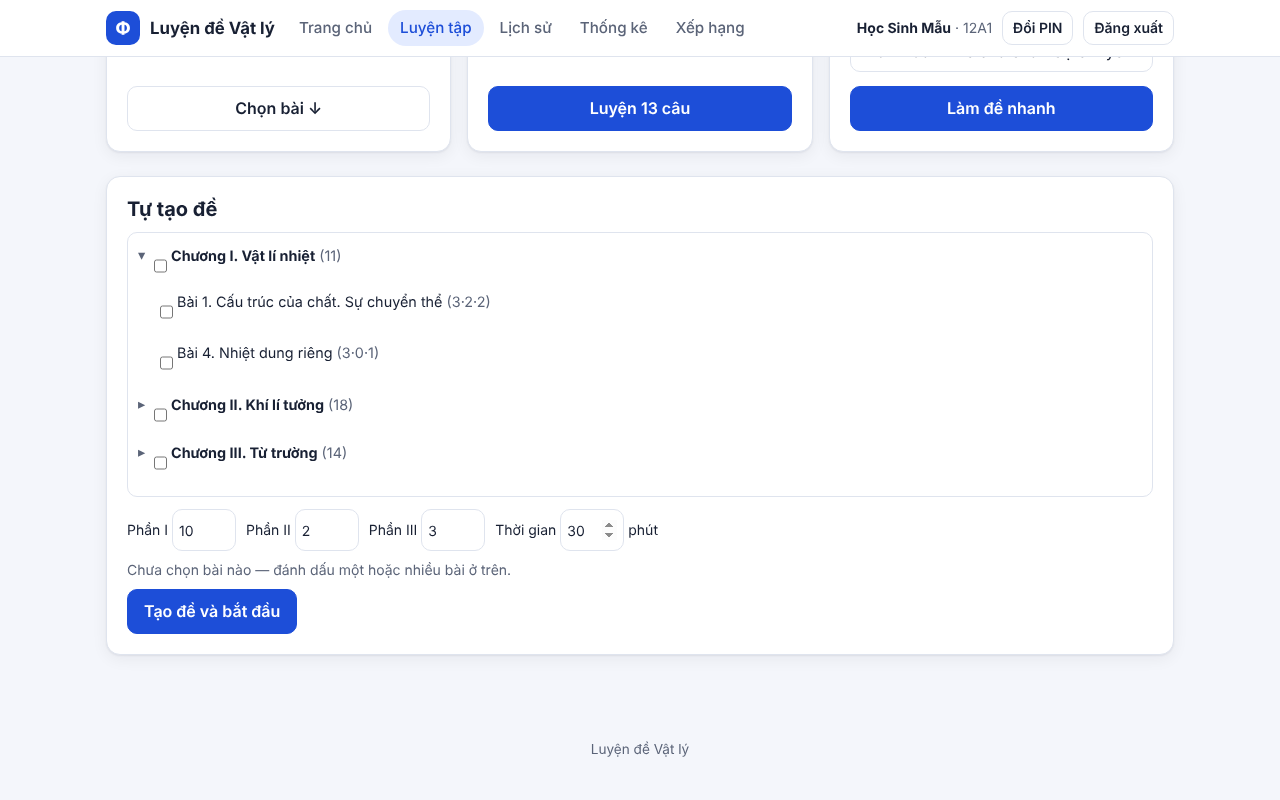 Φ Luyện đề Vật lý Trang chủ Luyện tập Lịch sử Thống kê Xếp hạng Học Sinh Mẫu · 12A1 Đổi PIN Đăng xuất
Chọn bài ↓ Luyện 13 câu Làm đề nhanh
Tự tạo đề
▾ Chương I. Vật lí nhiệt (11)
Bài 1. Cấu trúc của chất. Sự chuyển thể (3·2·2)
Bài 4. Nhiệt dung riêng (3·0·1)
▸ Chương II. Khí lí tưởng (18)
▸ Chương III. Từ trường (14)
Phần I 10 Phần II 2 Phần III 3 Thời gian 30 phút
Chưa chọn bài nào — đánh dấu một hoặc nhiều bài ở trên.
Tạo đề và bắt đầu
Luyện đề Vật lý